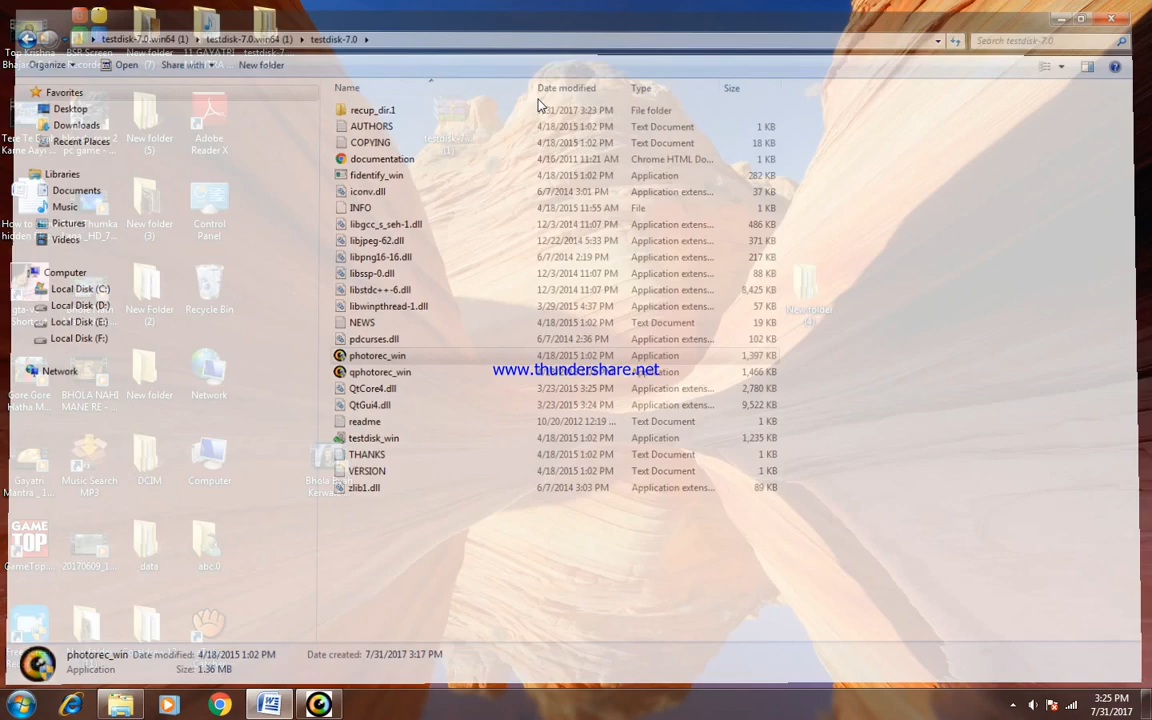 testdisk-7.0.win64 (1) testdisk-7.0.win64 (1) testdisk-7.0
Search testdisk-7.0
Organize Open Share with New folder
Name Date modified Type Size
Favorites
Desktop
Downloads
Recent Places
Libraries
Documents
Music
Pictures
Videos
Computer
Local Disk (C:)
Local Disk (D:)
Local Disk (E:)
Local Disk (F:)
Network
recup_dir.1 3:23 PM File folder
AUTHORS 4/18/2015 1:02 PM Text Document 1 KB
COPYING 4/18/2015 1:02 PM Text Document 18 KB
documentation 4/16/2011 11:21 AM Chrome HTML Do... 1 KB
fidentify_win 4/18/2015 1:02 PM Application 282 KB
iconv.dll 6/7/2014 3:01 PM Application extens... 37 KB
INFO 4/18/2015 11:55 AM File 1 KB
libgcc_s_seh-1.dll 12/3/2014 11:07 PM Application extens... 486 KB
libjpeg-62.dll 12/22/2014 5:33 PM Application extens... 371 KB
libpng16-16.dll 6/7/2014 2:19 PM Application extens... 217 KB
libssp-0.dll 12/3/2014 11:07 PM Application extens... 88 KB
libstdc++-6.dll 12/3/2014 11:07 PM Application extens... 8,425 KB
libwinpthread-1.dll 3/29/2015 4:37 PM Application extens... 57 KB
NEWS 4/18/2015 1:02 PM Text Document 19 KB
pdcurses.dll 6/7/2014 2:36 PM Application extens... 102 KB
photorec_win 4/18/2015 1:02 PM Application 1,397 KB
qphotorec_win 4/18/2015 1:02 PM Application 1,466 KB
www.thundershare.net
QtCore4.dll 3/23/2015 3:25 PM Application extens... 2,780 KB
QtGui4.dll 3/23/2015 3:24 PM Application extens... 9,522 KB
readme 10/20/2012 12:19 ... Text Document 1 KB
testdisk_win 4/18/2015 1:02 PM Application 1,235 KB
THANKS 4/18/2015 1:02 PM Text Document 1 KB
VERSION 4/18/2015 1:02 PM Text Document 1 KB
zlib1.dll 6/7/2014 3:03 PM Application extens... 89 KB
New folder (5)
Adobe Reader X
New folder (3)
Control Panel
New Folder (2)
Recycle Bin
Gore Gore Hatha M...
BHOLA NAHI MANE RE - ...
New folder
Network
Gayatri Mantra _ 1...
Music Search MP3
DCIM
Computer
GAME TOP
GameTop....
20170609_1...
data
abc.0
photorec_win Date modified: 4/18/2015 1:02 PM Date created: 7/31/2017 3:17 PM
Application Size: 1.36 MB
3:25 PM
7/31/2017